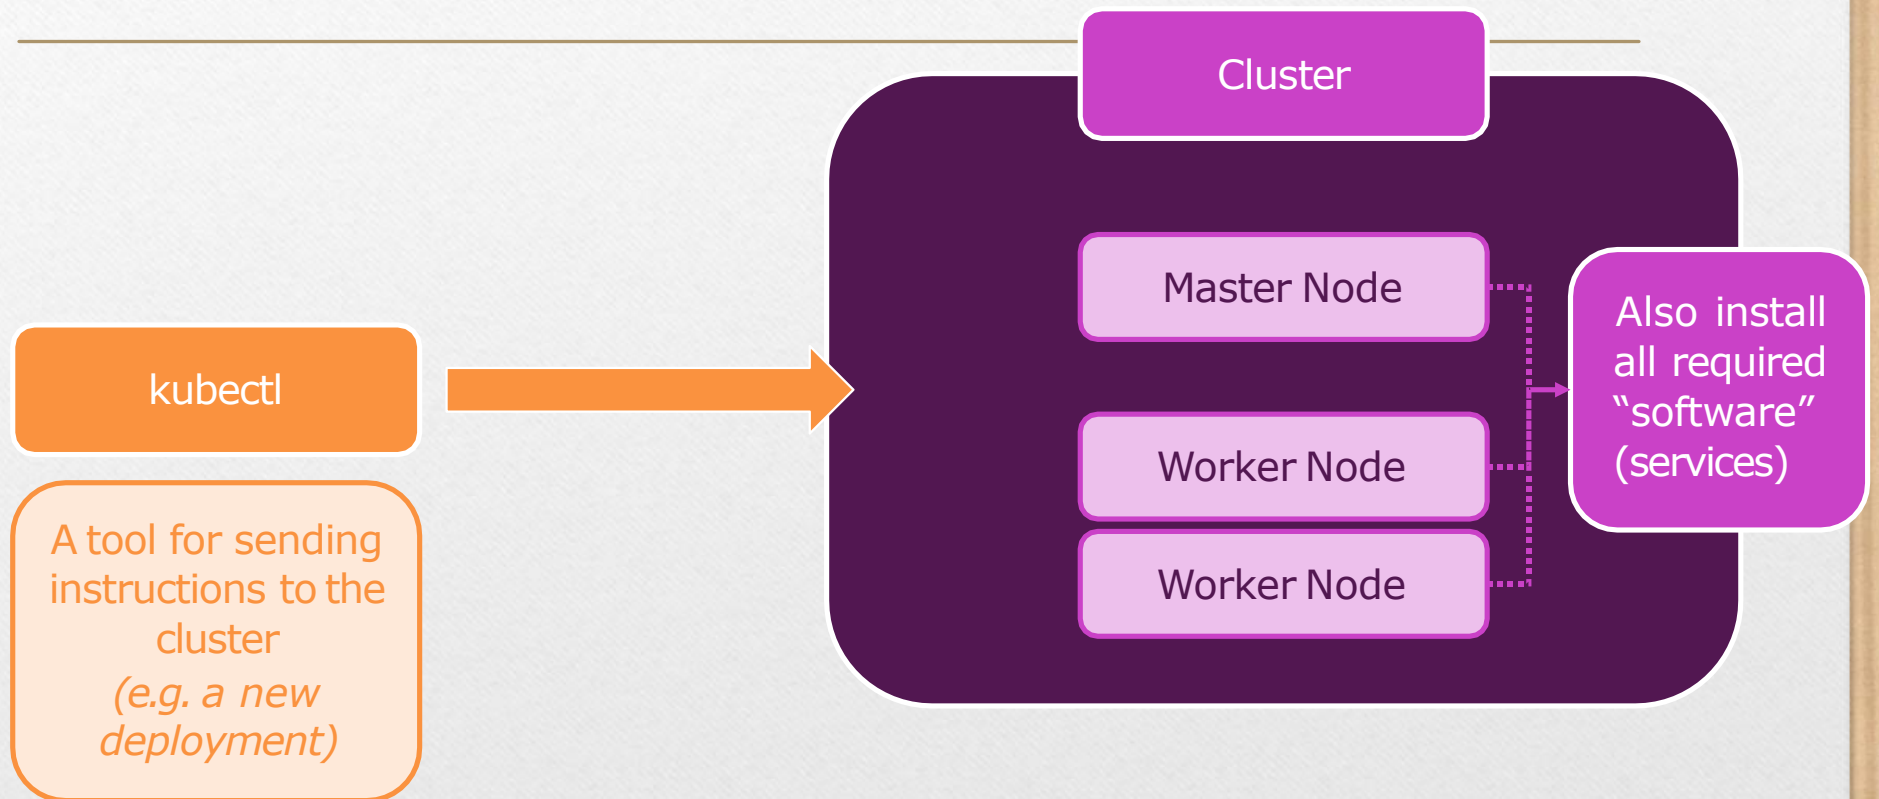 Cluster
Master Node
Worker Node
Worker Node
Also install
all required
“software”
(services)
kubectl
A tool for sending
instructions to the
cluster
(e.g. a new
deployment)